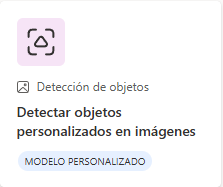 Detección de objetos
Detectar objetos
personalizados en imágenes
MODELO PERSONALIZADO